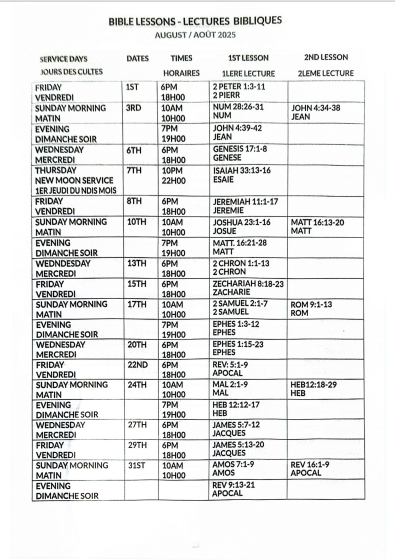 BIBLE LESSONS - LECTURES BIBLIQUES
AUGUST / AOÛT 2025
SERVICE DAYS DATES TIMES 1ST LESSON 2ND LESSON
JOURS DES CULTES HORAIRES 1LERE LECTURE 2LEME LECTURE
FRIDAY 1ST 6PM 2 PETER 1:3-11
VENDREDI 18H00 2 PIERR
SUNDAY MORNING 3RD 10AM NUM 28:26-31 JOHN 4:34-38
MATIN 10H00 NUM JEAN
EVENING 7PM JOHN 4:39-42
DIMANCHE SOIR 19H00 JEAN
WEDNESDAY 6TH 6PM GENESIS 17:1-8
MERCREDI 18H00 GENESE
THURSDAY 7TH 10PM ISAIAH 33:13-16
NEW MOON SERVICE 22H00 ESAIE
1ER JEUDI DU NDIS MOIS
FRIDAY 8TH 6PM JEREMIAH 11:1-17
VENDREDI 18H00 JEREMIE
SUNDAY MORNING 10TH 10AM JOSHUA 23:1-16 MATT 16:13-20
MATIN 10H00 JOSUE MATT
EVENING 7PM MATT. 16:21-28
DIMANCHE SOIR 19H00 MATT
WEDNDESDAY 13TH 6PM 2 CHRON 1:1-13
MERCREDI 18H00 2 CHRON
FRIDAY 15TH 6PM ZECHARIAH 8:18-23
VENDREDI 18H00 ZACHARIE
SUNDAY MORNING 17TH 10AM 2 SAMUEL 2:1-7 ROM 9:1-13
MATIN 10H00 2 SAMUEL ROM
EVENING 7PM EPHES 1:3-12
DIMANCHE SOIR 19H00 EPHES
WEDNESDAY 20TH 6PM EPHES 1:15-23
MERCREDI 18H00 EPHES
FRIDAY 22ND 6PM REV: 5:1-9
VENDREDI 18H00 APOCAL
SUNDAY MORNING 24TH 10AM MAL 2:1-9 HEB12:18-29
MATIN 10H00 MAL HEB
EVENING 7PM HEB 12:12-17
DIMANCHE SOIR 19H00 HEB
WEDNESDAY 27TH 6PM JAMES 5:7-12
MERCREDI 18H00 JACQUES
FRIDAY 29TH 6PM JAMES 5:13-20
VENDREDI 18H00 JACQUES
SUNDAY MORNING 31ST 10AM AMOS 7:1-9 REV 16:1-9
MATIN 10H00 AMOS APOCAL
EVENING REV 9:13-21
DIMANCHE SOIR APOCAL